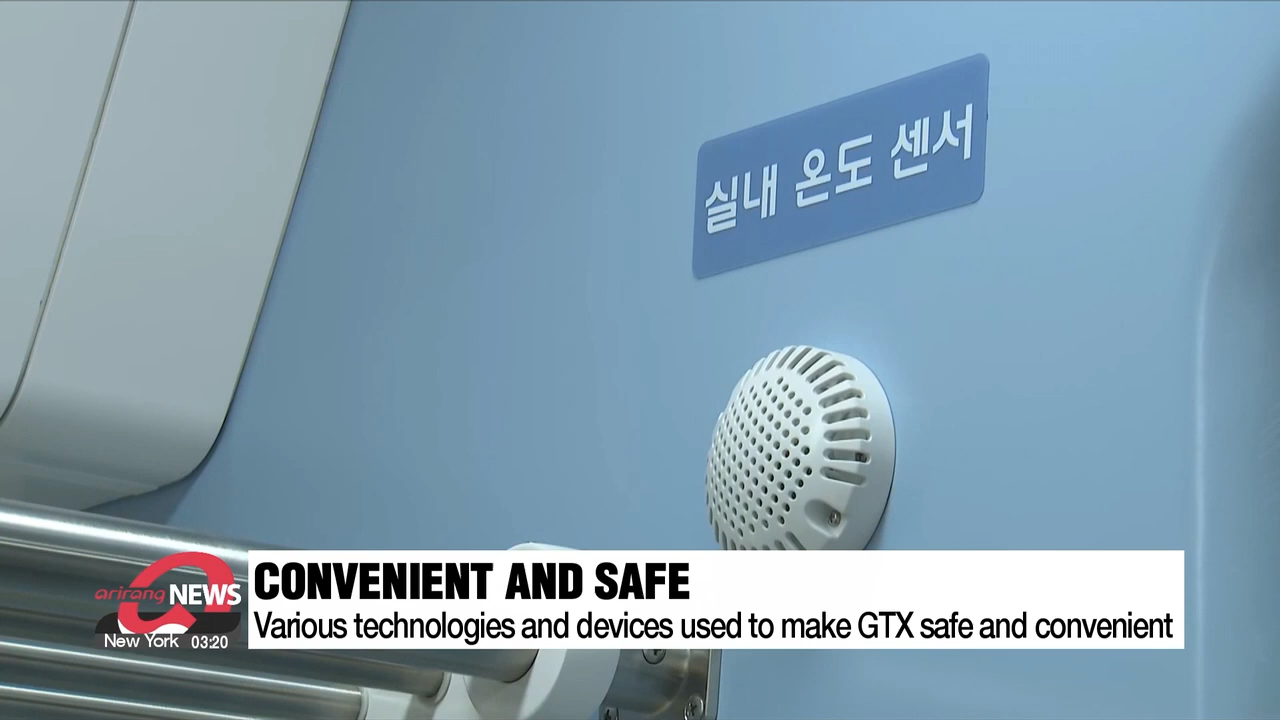 실내 온도 센서
CONVENIENT AND SAFE
Various technologies and devices used to make GTX safe and convenient
arirang NEWS
New York 03:20